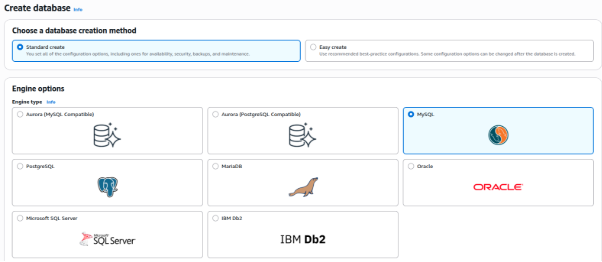 Create database Info
Choose a database creation method
Standard create
You set all of the configuration options, including ones for availability, security, backups, and maintenance.
Easy create
Use recommended best-practice configurations. Some configuration options can be changed after the database is created.
Engine options
Engine type Info
Aurora (MySQL Compatible)
Aurora (PostgreSQL Compatible)
MySQL
PostgreSQL
MariaDB
Oracle
ORACLE
Microsoft SQL Server
Microsoft
SQL Server
IBM Db2
IBM Db2